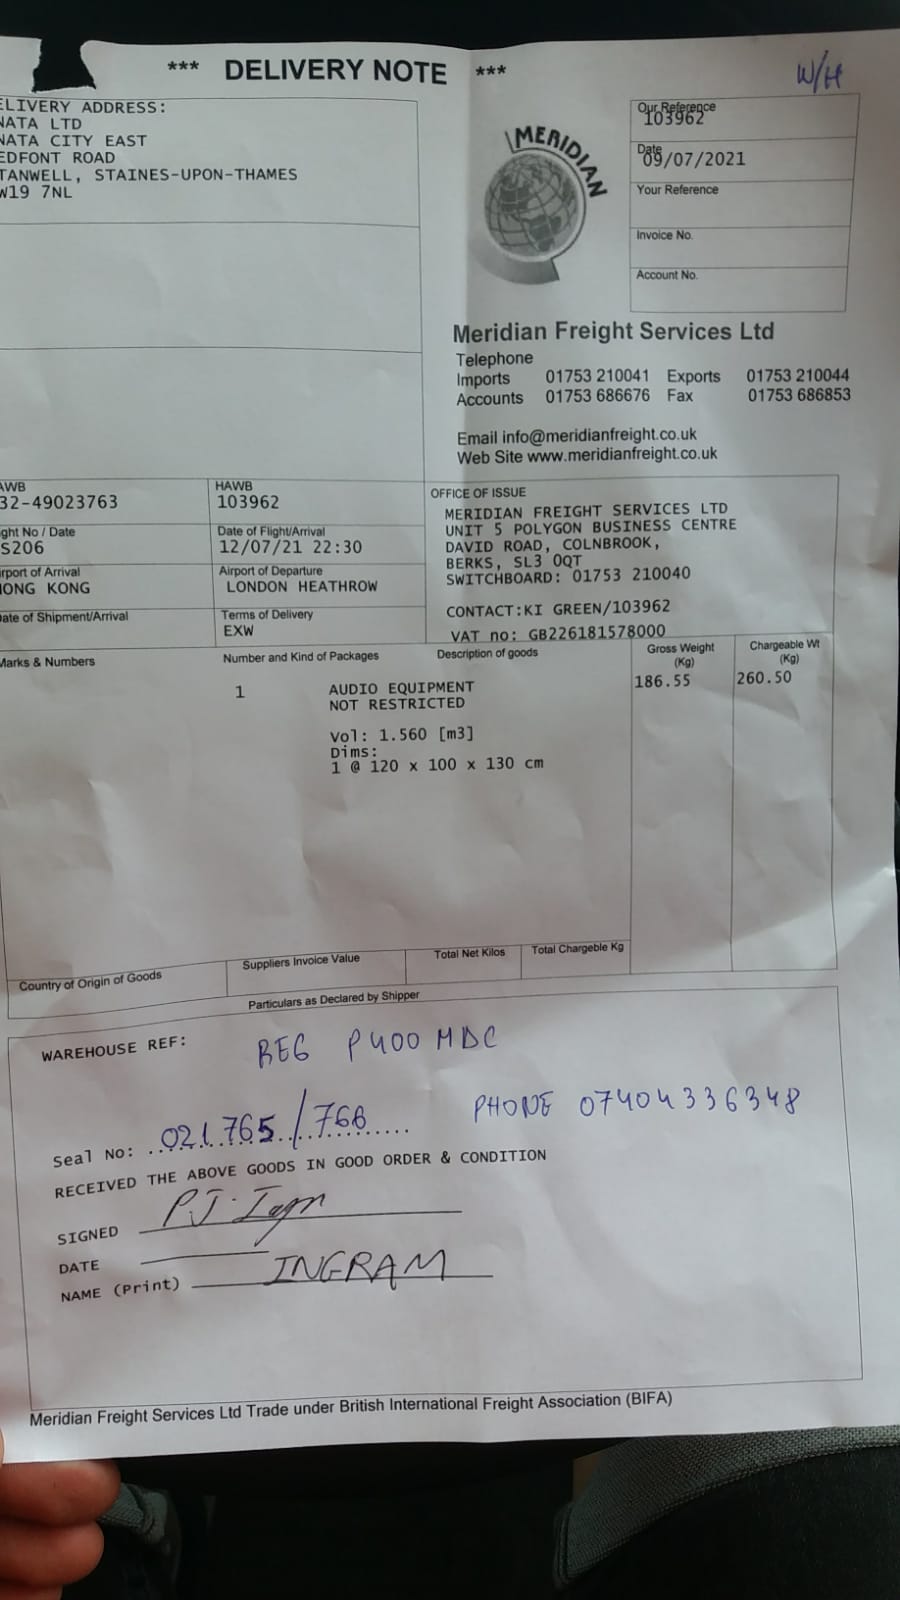 *** DELIVERY NOTE ***
W/H
ELIVERY ADDRESS:
NATA LTD
NATA CITY EAST
EDFONT ROAD
TANWELL, STAINES-UPON-THAMES
W19 7NL
MERIDIAN
Our Reference
103962
Date
09/07/2021
Your Reference
Invoice No.
Account No.
Meridian Freight Services Ltd
Telephone
Imports 01753 210041 Exports 01753 210044
Accounts 01753 686676 Fax 01753 686853
Email info@meridianfreight.co.uk
Web Site www.meridianfreight.co.uk
AWB
32-49023763
HAWB
103962
ght No / Date
S206
Date of Flight/Arrival
12/07/21 22:30
rport of Arrival
ONG KONG
Airport of Departure
LONDON HEATHROW
ate of Shipment/Arrival
Terms of Delivery
EXW
OFFICE OF ISSUE
MERIDIAN FREIGHT SERVICES LTD
UNIT 5 POLYGON BUSINESS CENTRE
DAVID ROAD, COLNBROOK,
BERKS, SL3 0QT
SWITCHBOARD: 01753 210040
CONTACT:KI GREEN/103962
VAT no: GB226181578000
Marks & Numbers
Number and Kind of Packages
Description of goods
Gross Weight
(Kg)
Chargeable Wt
(Kg)
1 AUDIO EQUIPMENT 186.55 260.50
NOT RESTRICTED
Vol: 1.560 [m3]
Dims:
1 @ 120 x 100 x 130 cm
Country of Origin of Goods
Suppliers Invoice Value
Total Net Kilos
Total Chargeable Kg
Particulars as Declared by Shipper
WAREHOUSE REF: REG P400 MDC
Seal No: 021765/766 PHONE 07404336348
RECEIVED THE ABOVE GOODS IN GOOD ORDER & CONDITION
SIGNED P.J.
DATE
NAME (Print) INGRAM
Meridian Freight Services Ltd Trade under British International Freight Association (BIFA)